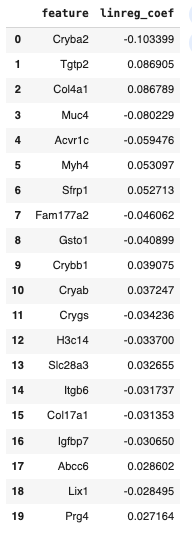 feature linreg_coef
0 Cryba2 -0.103399
1 Tgtp2 0.086905
2 Col4a1 0.086789
3 Muc4 -0.080229
4 Acvr1c -0.059476
5 Myh4 0.053097
6 Sfrp1 0.052713
7 Fam177a2 -0.046062
8 Gsto1 -0.040899
9 Crybb1 0.039075
10 Cryab 0.037247
11 Crygs -0.034236
12 H3c14 -0.033700
13 Slc28a3 0.032655
14 Itgb6 -0.031737
15 Col17a1 -0.031353
16 Igfbp7 -0.030650
17 Abcc6 0.028602
18 Lix1 -0.028495
19 Prg4 0.027164